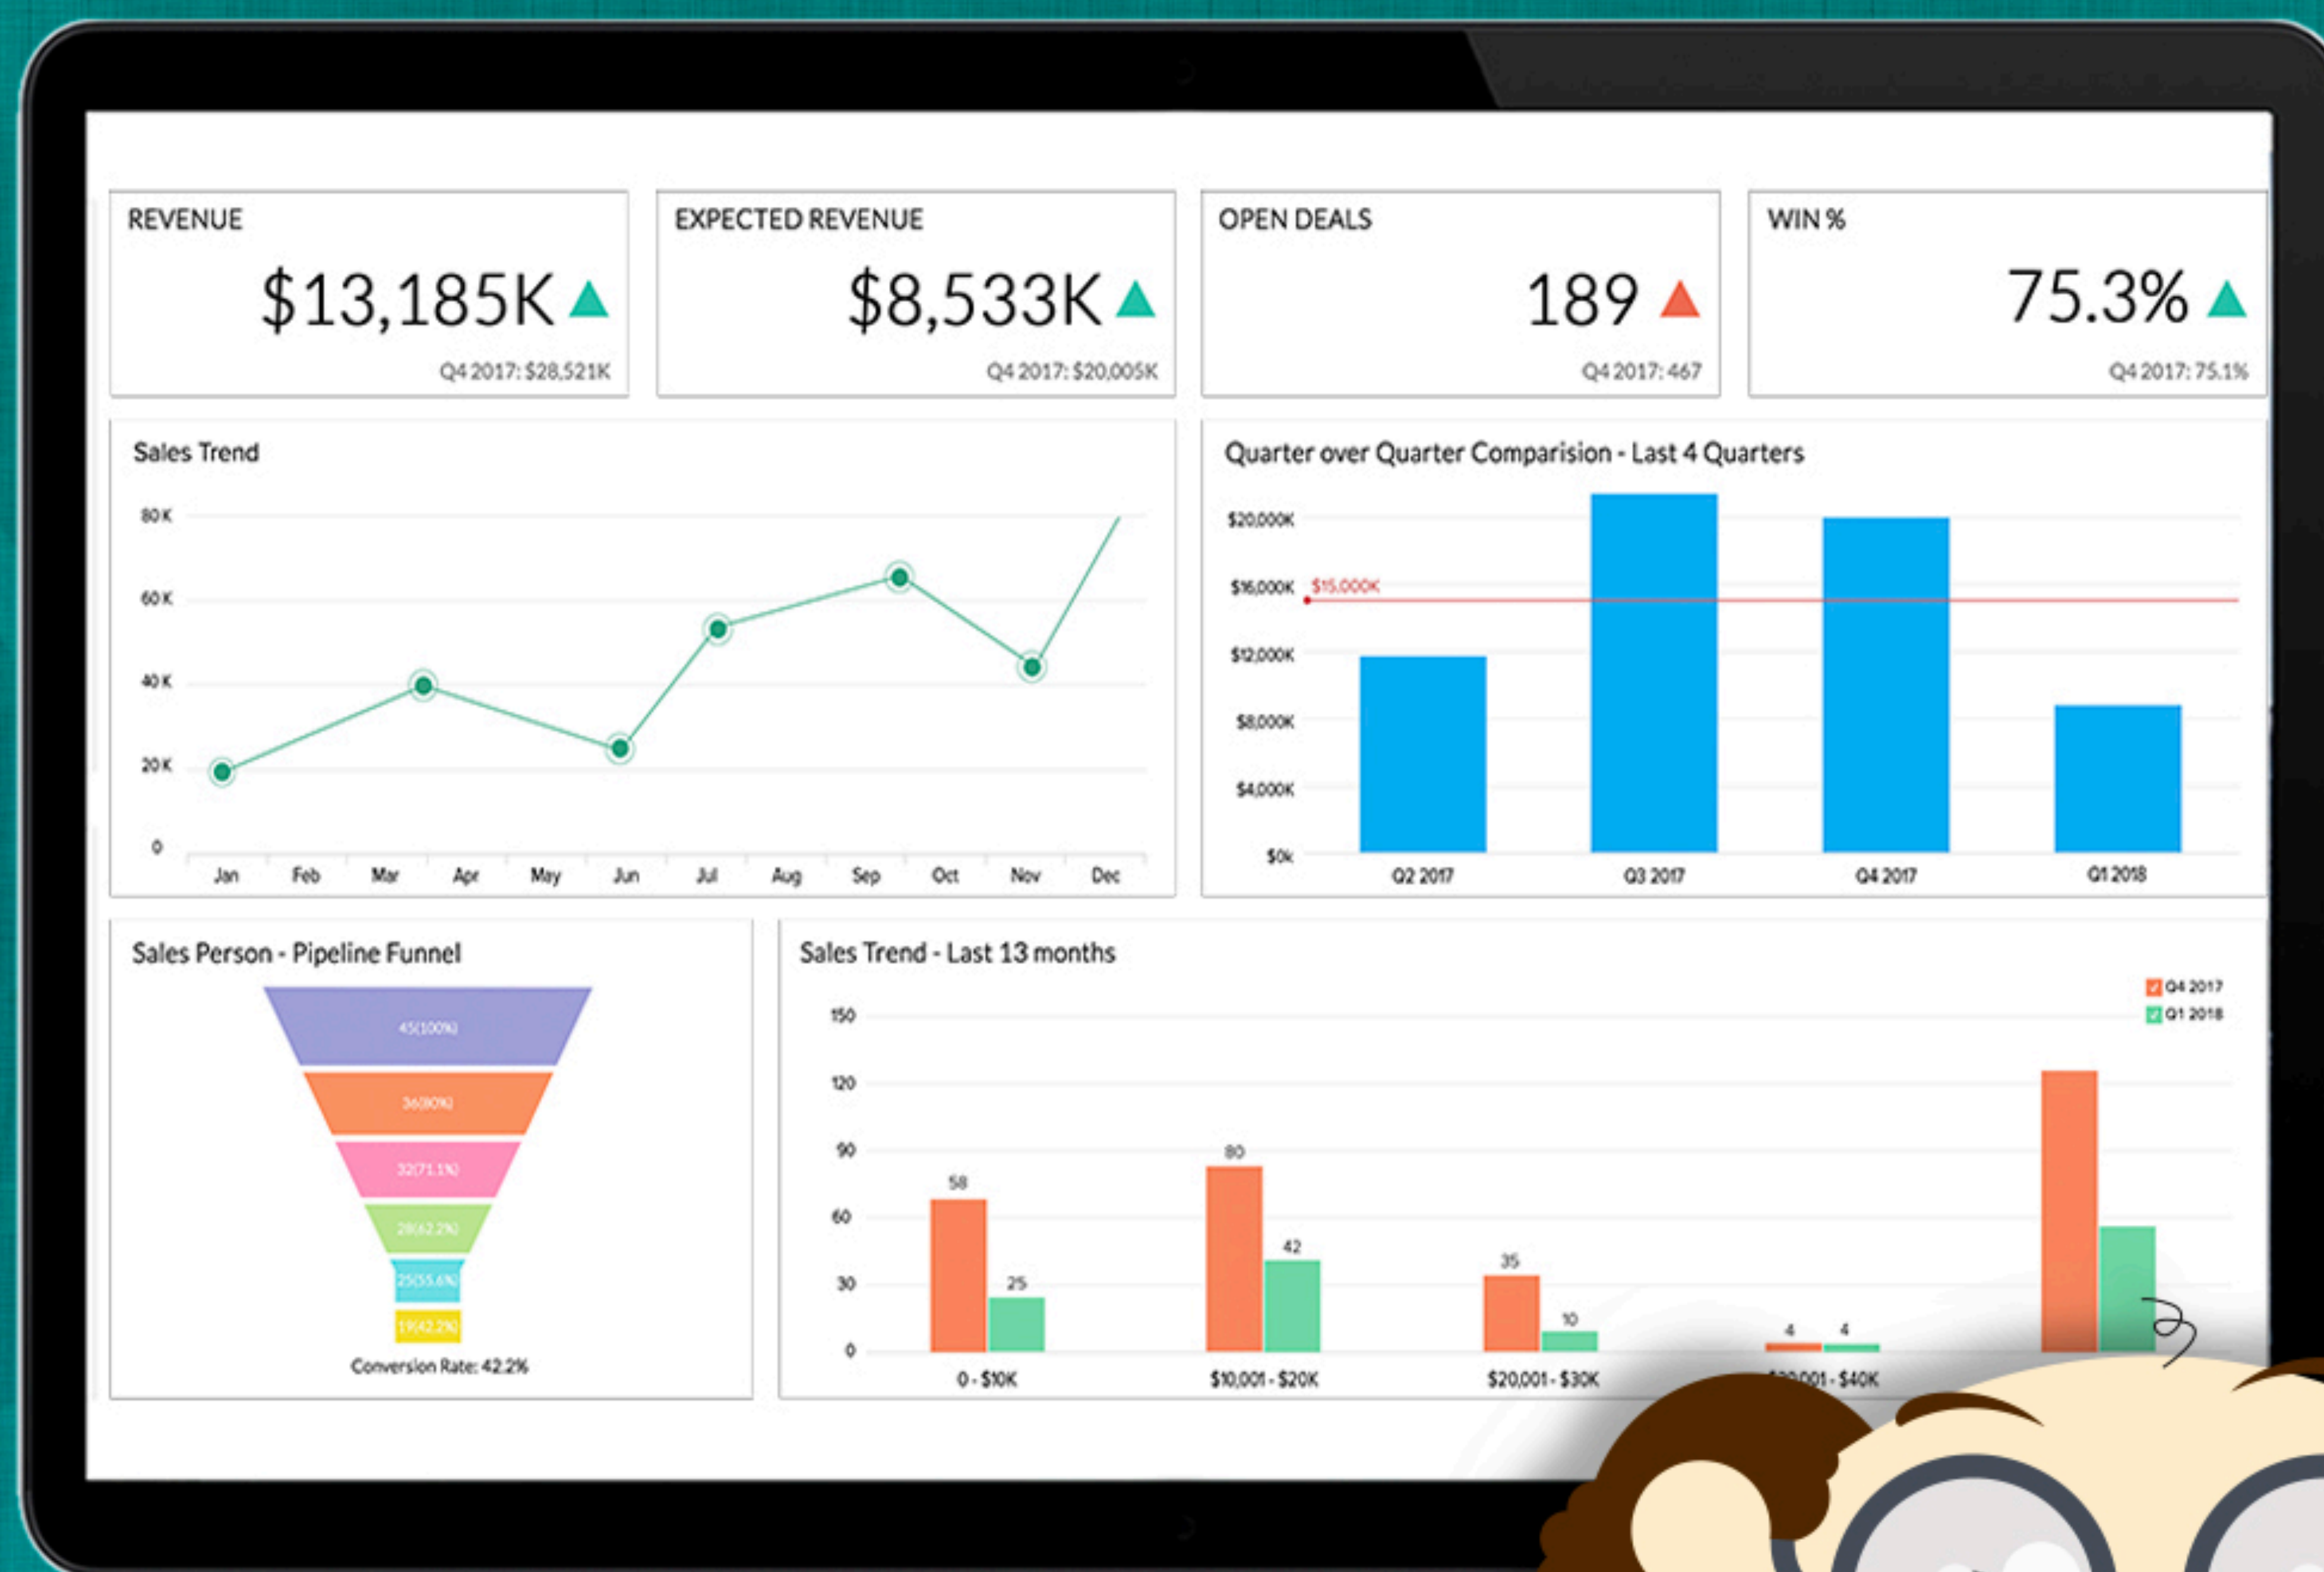 REVENUE
$13,185K
Q4 2017: $28,521K
EXPECTED REVENUE
$8,533K
Q4 2017: $20,005K
OPEN DEALS
189
Q4 2017: 467
WIN %
75.3%
Q4 2017: 75.1%
Sales Trend
80 K
60 K
40 K
20 K
0
Jan Feb Mar Apr May Jun Jul Aug Sep Oct Nov Dec
Quarter over Quarter Comparision - Last 4 Quarters
$20,000K
$16,000K
$15,000K
$12,000K
$8,000K
$4,000K
$0k
Q2 2017 Q3 2017 Q4 2017 Q1 2018
Sales Person - Pipeline Funnel
45(100%)
36(80%)
32(71.1%)
28(62.2%)
25(55.6%)
19(42.2%)
Conversion Rate: 42.2%
Sales Trend - Last 13 months
Q4 2017
Q1 2018
150
120
90
60
30
0
58
25
80
42
35
10
4
4
0 - $10K $10,001 - $20K $20,001 - $30K - $40K